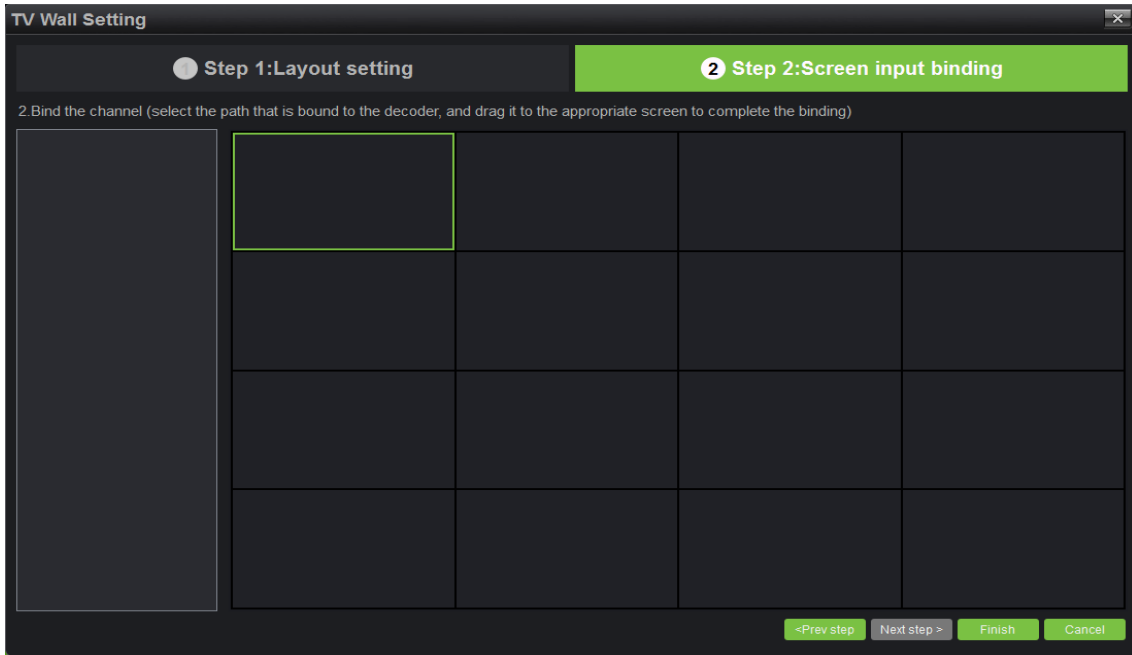 TV Wall Setting
1 Step 1:Layout setting
2 Step 2:Screen input binding
2.Bind the channel (select the path that is bound to the decoder, and drag it to the appropriate screen to complete the binding)
<Prev step
Next step >
Finish
Cancel